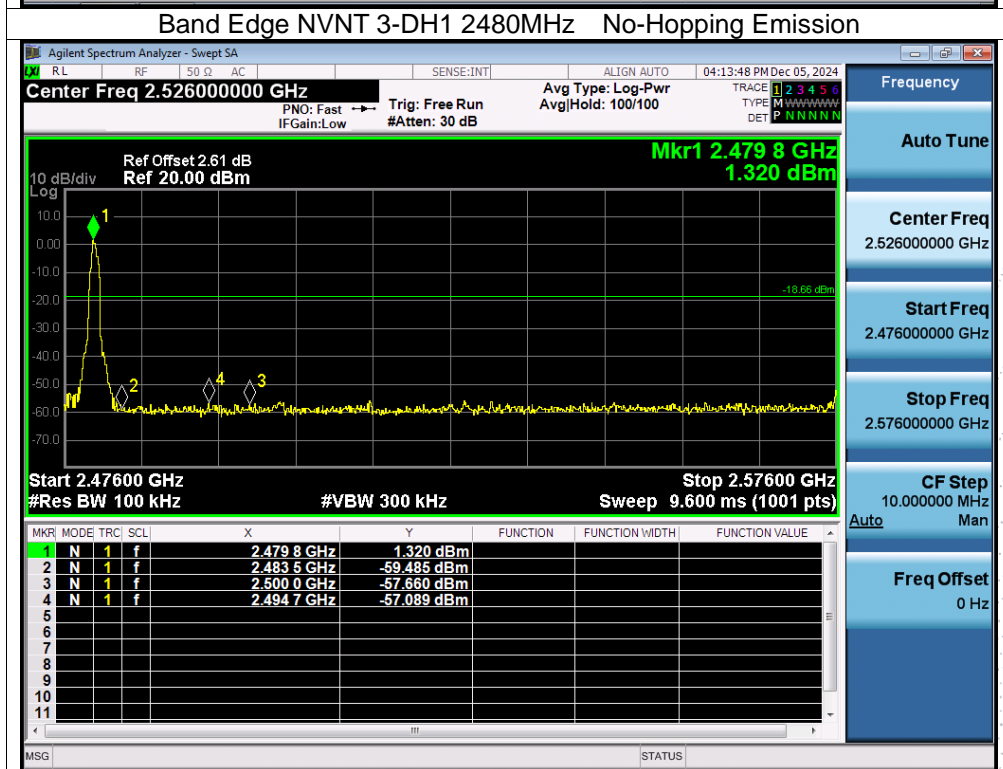 Band Edge NVNT 3-DH1 2480MHz No-Hopping Emission
Agilent Spectrum Analyzer - Swept SA
LXI RL RF 50 Ω AC SENSE:INT ALIGN AUTO 04:13:48 PM Dec 05, 2024
Center Freq 2.526000000 GHz
PNO: Fast
IFGain:Low
Trig: Free Run
#Atten: 30 dB
Avg Type: Log-Pwr
Avg|Hold: 100/100
TRACE 1 2 3 4 5 6
TYPE M WWWWW
DET P N N N N N
Ref Offset 2.61 dB
10 dB/div Ref 20.00 dBm
Log
Mkr1 2.479 8 GHz
1.320 dBm
10.0
0.00
-10.0
-20.0
-30.0
-40.0
-50.0
-60.0
-70.0
1
2
4
3
-18.66 dBm
Start 2.47600 GHz Stop 2.57600 GHz
#Res BW 100 kHz #VBW 300 kHz Sweep 9.600 ms (1001 pts)
MKR MODE TRC SCL X Y FUNCTION FUNCTION WIDTH FUNCTION VALUE
1 N 1 f 2.479 8 GHz 1.320 dBm
2 N 1 f 2.483 5 GHz -59.485 dBm
3 N 1 f 2.500 0 GHz -57.660 dBm
4 N 1 f 2.494 7 GHz -57.089 dBm
5
6
7
8
9
10
11
MSG STATUS
Frequency
Auto Tune
Center Freq
2.526000000 GHz
Start Freq
2.476000000 GHz
Stop Freq
2.576000000 GHz
CF Step
10.000000 MHz
Auto Man
Freq Offset
0 Hz